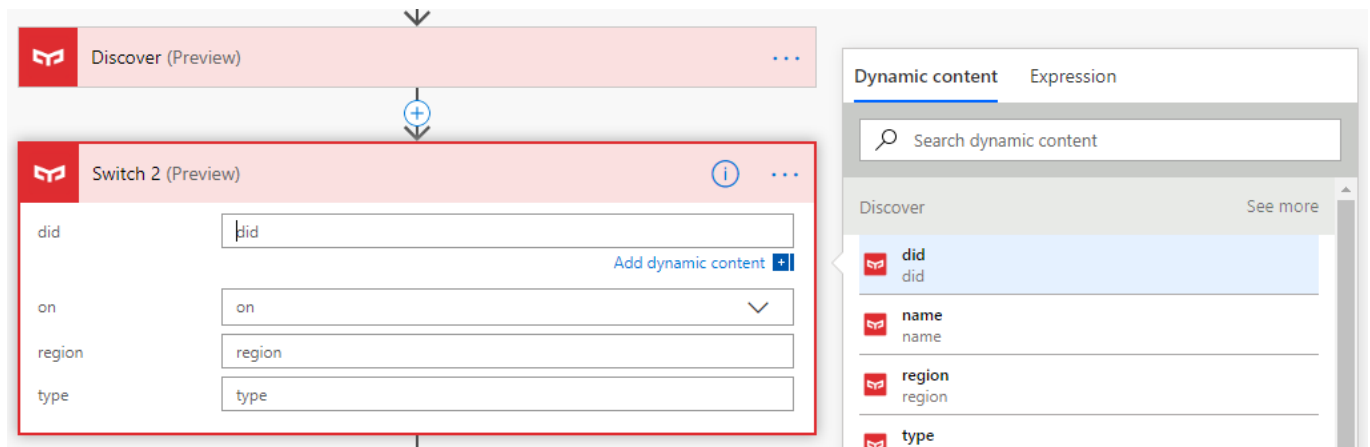 Discover (Preview)
Switch 2 (Preview)
did did
Add dynamic content
on on
region region
type type
Dynamic content Expression
Search dynamic content
Discover See more
did
did
name
name
region
region
type